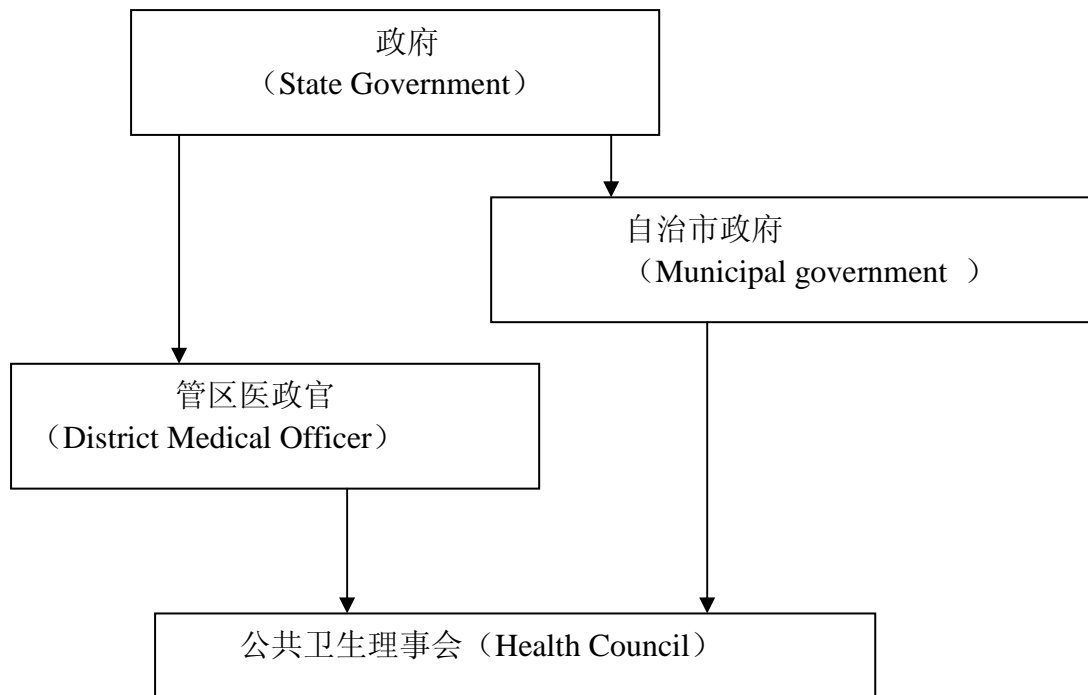 政府
（State Government）
自治市政府
（Municipal government ）
管区医政官
（District Medical Officer）
公共卫生理事会（Health Council）